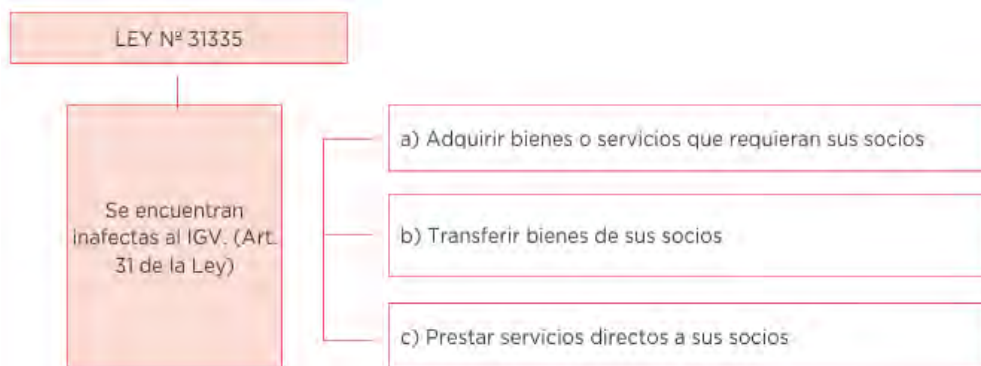 LEY Nº 31335
Se encuentran
inafectas al IGV. (Art.
31 de la Ley)
a) Adquirir bienes o servicios que requieran sus socios
b) Transferir bienes de sus socios
c) Prestar servicios directos a sus socios